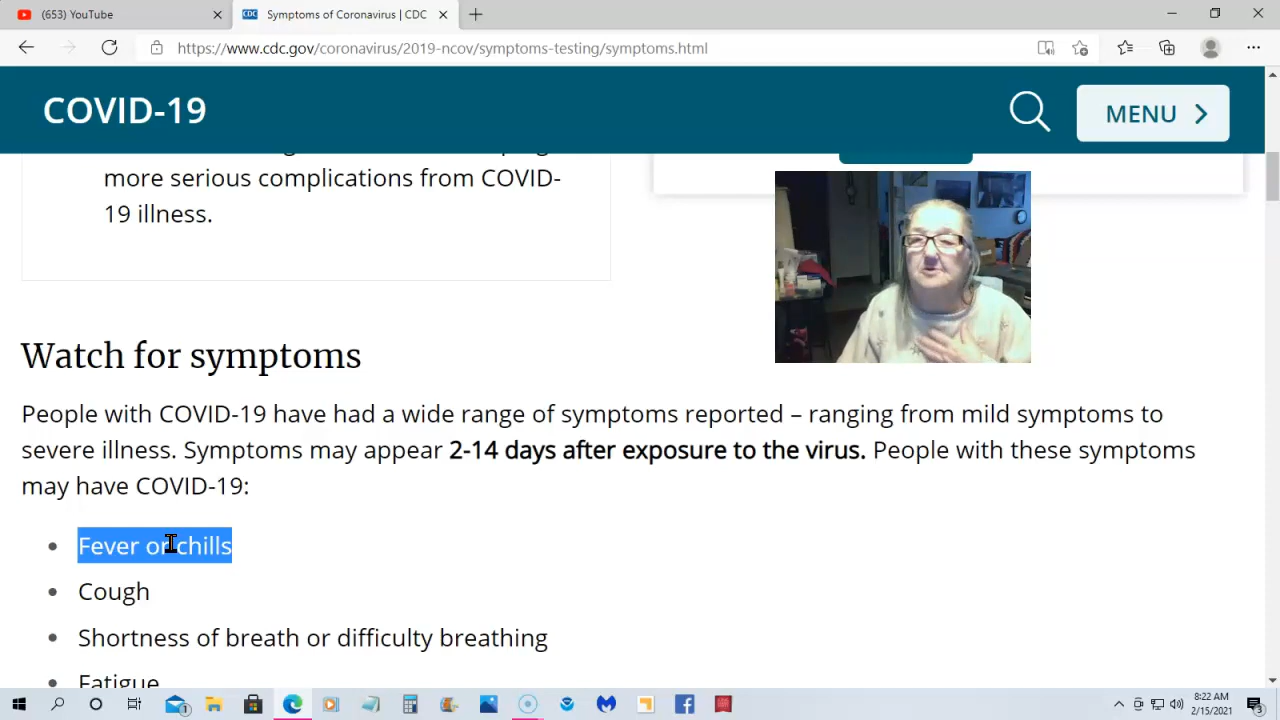 (653) YouTube
Symptoms of Coronavirus | CDC
https://www.cdc.gov/coronavirus/2019-ncov/symptoms-testing/symptoms.html
COVID-19
MENU
more serious complications from COVID-
19 illness.
Watch for symptoms
People with COVID-19 have had a wide range of symptoms reported – ranging from mild symptoms to
severe illness. Symptoms may appear 2-14 days after exposure to the virus. People with these symptoms
may have COVID-19:
Fever or chills
Cough
Shortness of breath or difficulty breathing
Fatigue
8:22 AM
2/15/2021